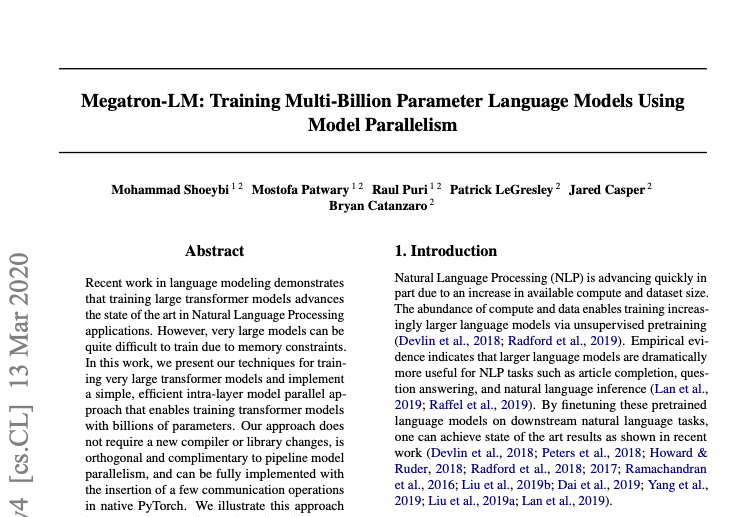 Megatron-LM: Training Multi-Billion Parameter Language Models Using
Model Parallelism
Mohammad Shoeybi 1 2 Mostofa Patwary 1 2 Raul Puri 1 2 Patrick LeGresley 2 Jared Casper 2
Bryan Catanzaro 2
Abstract
Recent work in language modeling demonstrates
that training large transformer models advances
the state of the art in Natural Language Processing
applications. However, very large models can be
quite difficult to train due to memory constraints.
In this work, we present our techniques for train-
ing very large transformer models and implement
a simple, efficient intra-layer model parallel ap-
proach that enables training transformer models
with billions of parameters. Our approach does
not require a new compiler or library changes, is
orthogonal and complimentary to pipeline model
parallelism, and can be fully implemented with
the insertion of a few communication operations
in native PyTorch. We illustrate this approach
1. Introduction
Natural Language Processing (NLP) is advancing quickly in
part due to an increase in available compute and dataset size.
The abundance of compute and data enables training increas-
ingly larger language models via unsupervised pretraining
(Devlin et al., 2018; Radford et al., 2019). Empirical evi-
dence indicates that larger language models are dramatically
more useful for NLP tasks such as article completion, ques-
tion answering, and natural language inference (Lan et al.,
2019; Raffel et al., 2019). By finetuning these pretrained
language models on downstream natural language tasks,
one can achieve state of the art results as shown in recent
work (Devlin et al., 2018; Peters et al., 2018; Howard &
Ruder, 2018; Radford et al., 2018; 2017; Ramachandran
et al., 2016; Liu et al., 2019b; Dai et al., 2019; Yang et al.,
2019; Liu et al., 2019a; Lan et al., 2019).
v4 [cs.CL] 13 Mar 2020